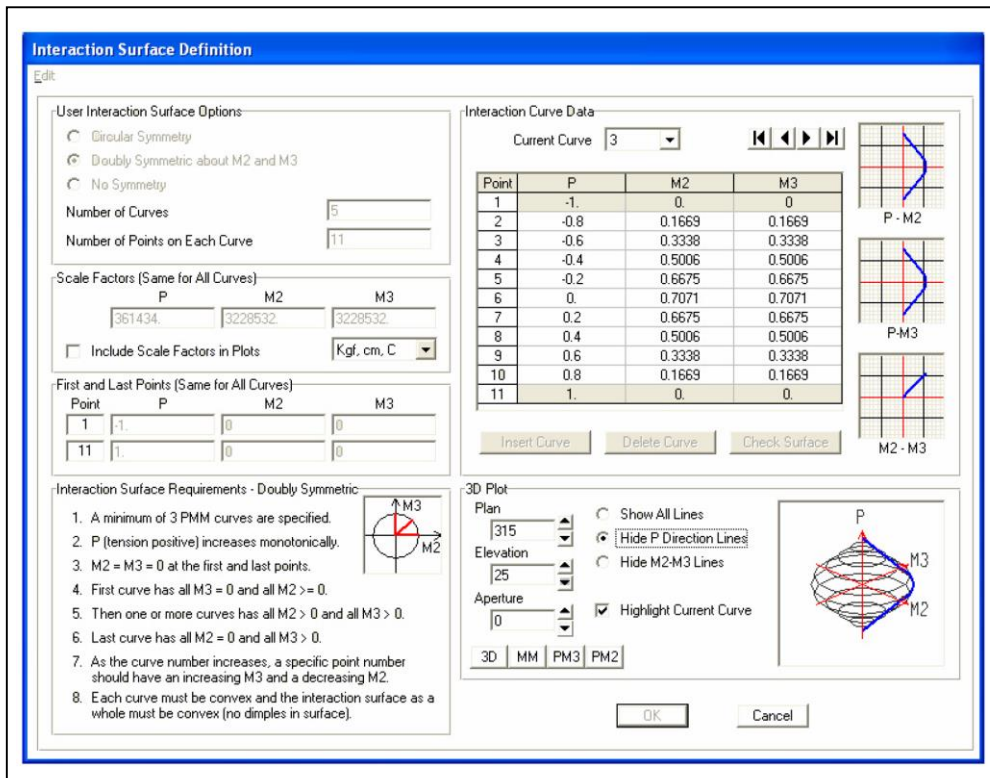 Interaction Surface Definition
Edit
User Interaction Surface Options
Circular Symmetry
Doubly Symmetric about M2 and M3
No Symmetry
Number of Curves 5
Number of Points on Each Curve 11
Scale Factors (Same for All Curves)
P M2 M3
361434. 3228532. 3228532.
Include Scale Factors in Plots Kgf, cm, C
First and Last Points (Same for All Curves)
Point P M2 M3
1 -1. 0 0
11 1. 0 0
Interaction Surface Requirements - Doubly Symmetric
1. A minimum of 3 PMM curves are specified.
2. P (tension positive) increases monotonically.
3. M2 = M3 = 0 at the first and last points.
4. First curve has all M3 = 0 and all M2 >= 0.
5. Then one or more curves has all M2 > 0 and all M3 > 0.
6. Last curve has all M2 = 0 and all M3 > 0.
7. As the curve number increases, a specific point number
should have an increasing M3 and a decreasing M2.
8. Each curve must be convex and the interaction surface as a
whole must be convex (no dimples in surface).
M3
M2
Interaction Curve Data
Current Curve 3
Point P M2 M3
1 -1. 0. 0
2 -0.8 0.1669 0.1669
3 -0.6 0.3338 0.3338
4 -0.4 0.5006 0.5006
5 -0.2 0.6675 0.6675
6 0. 0.7071 0.7071
7 0.2 0.6675 0.6675
8 0.4 0.5006 0.5006
9 0.6 0.3338 0.3338
10 0.8 0.1669 0.1669
11 1. 0. 0.
P - M2
P-M3
M2 - M3
Insert Curve Delete Curve Check Surface
3D Plot
Plan
315
Elevation
25
Aperture
0
Show All Lines
Hide P Direction Lines
Hide M2-M3 Lines
Highlight Current Curve
3D MM PM3 PM2
P
M3
M2
OK Cancel